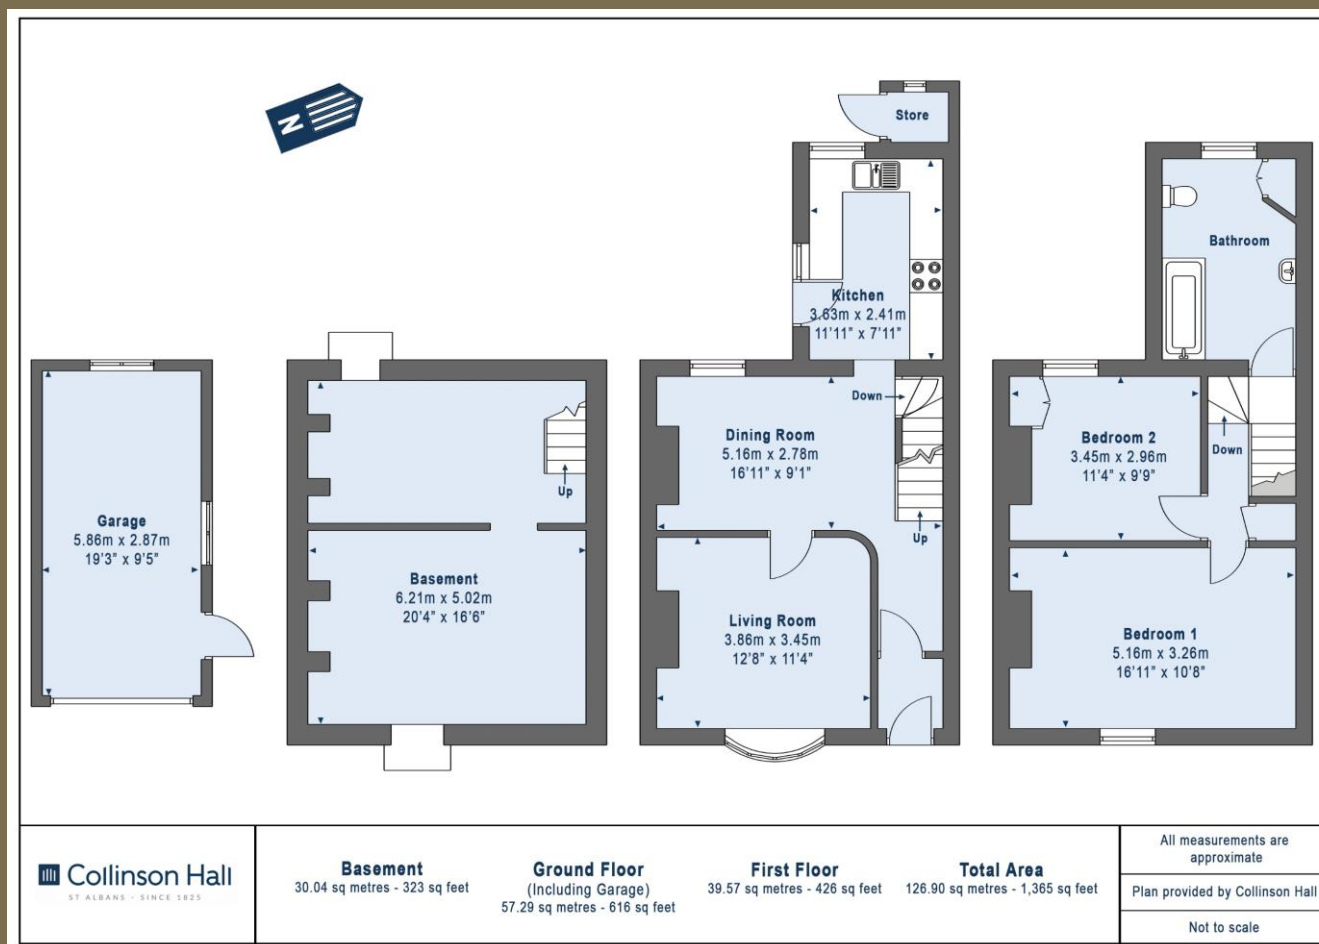 N
Store
Kitchen
3.63m x 2.41m
11'11" x 7'11"
Bathroom
Down
Dining Room
5.16m x 2.78m
16'11" x 9'1"
Up
Bedroom 2
3.45m x 2.96m
11'4" x 9'9"
Down
Up
Garage
5.86m x 2.87m
19'3" x 9'5"
Basement
6.21m x 5.02m
20'4" x 16'6"
Living Room
3.86m x 3.45m
12'8" x 11'4"
Bedroom 1
5.16m x 3.26m
16'11" x 10'8"
Collinson Hall
ST ALBANS - SINCE 1825
Basement
30.04 sq metres - 323 sq feet
Ground Floor
(Including Garage)
57.29 sq metres - 616 sq feet
First Floor
39.57 sq metres - 426 sq feet
Total Area
126.90 sq metres - 1,365 sq feet
All measurements are
approximate
Plan provided by Collinson Hall
Not to scale